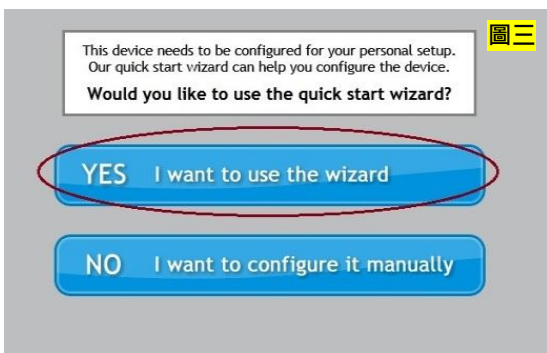 圖三
This device needs to be configured for your personal setup.
Our quick start wizard can help you configure the device.
Would you like to use the quick start wizard?
YES I want to use the wizard
NO I want to configure it manually